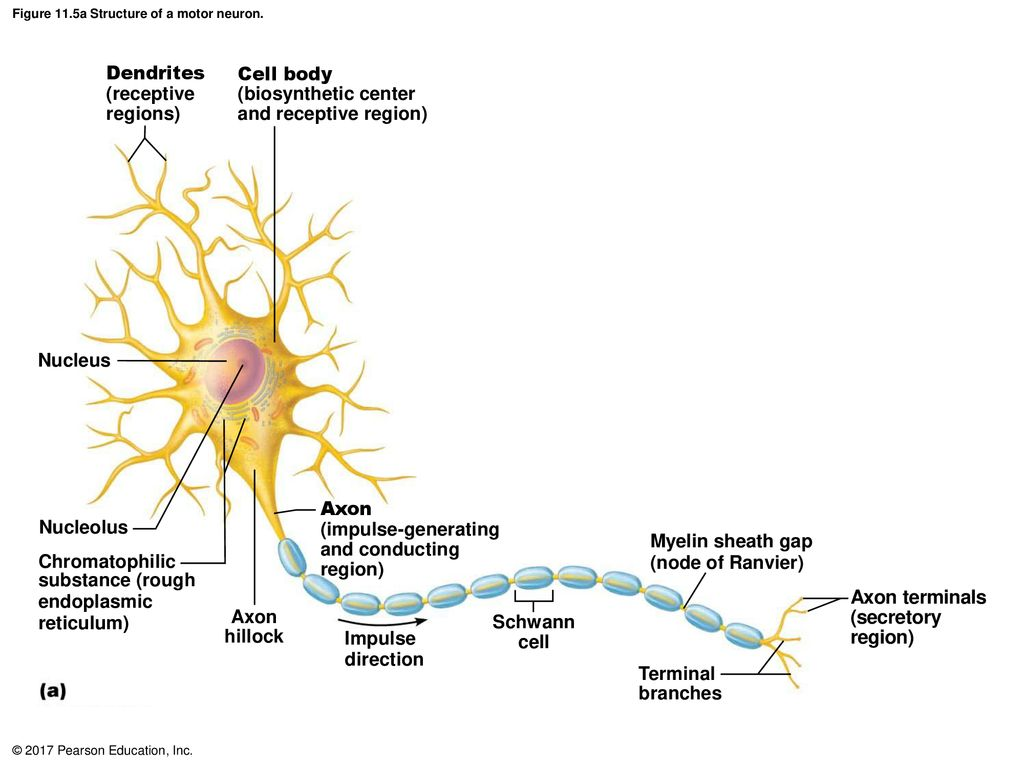 Figure 11.5a Structure of a motor neuron.
Dendrites
(receptive
regions)
Cell body
(biosynthetic center
and receptive region)
Nucleus
Nucleolus
Chromatophilic
substance (rough
endoplasmic
reticulum)
Axon
hillock
Axon
(impulse-generating
and conducting
region)
Impulse
direction
Schwann
cell
Myelin sheath gap
(node of Ranvier)
Axon terminals
(secretory
region)
Terminal
branches
(a)
© 2017 Pearson Education, Inc.